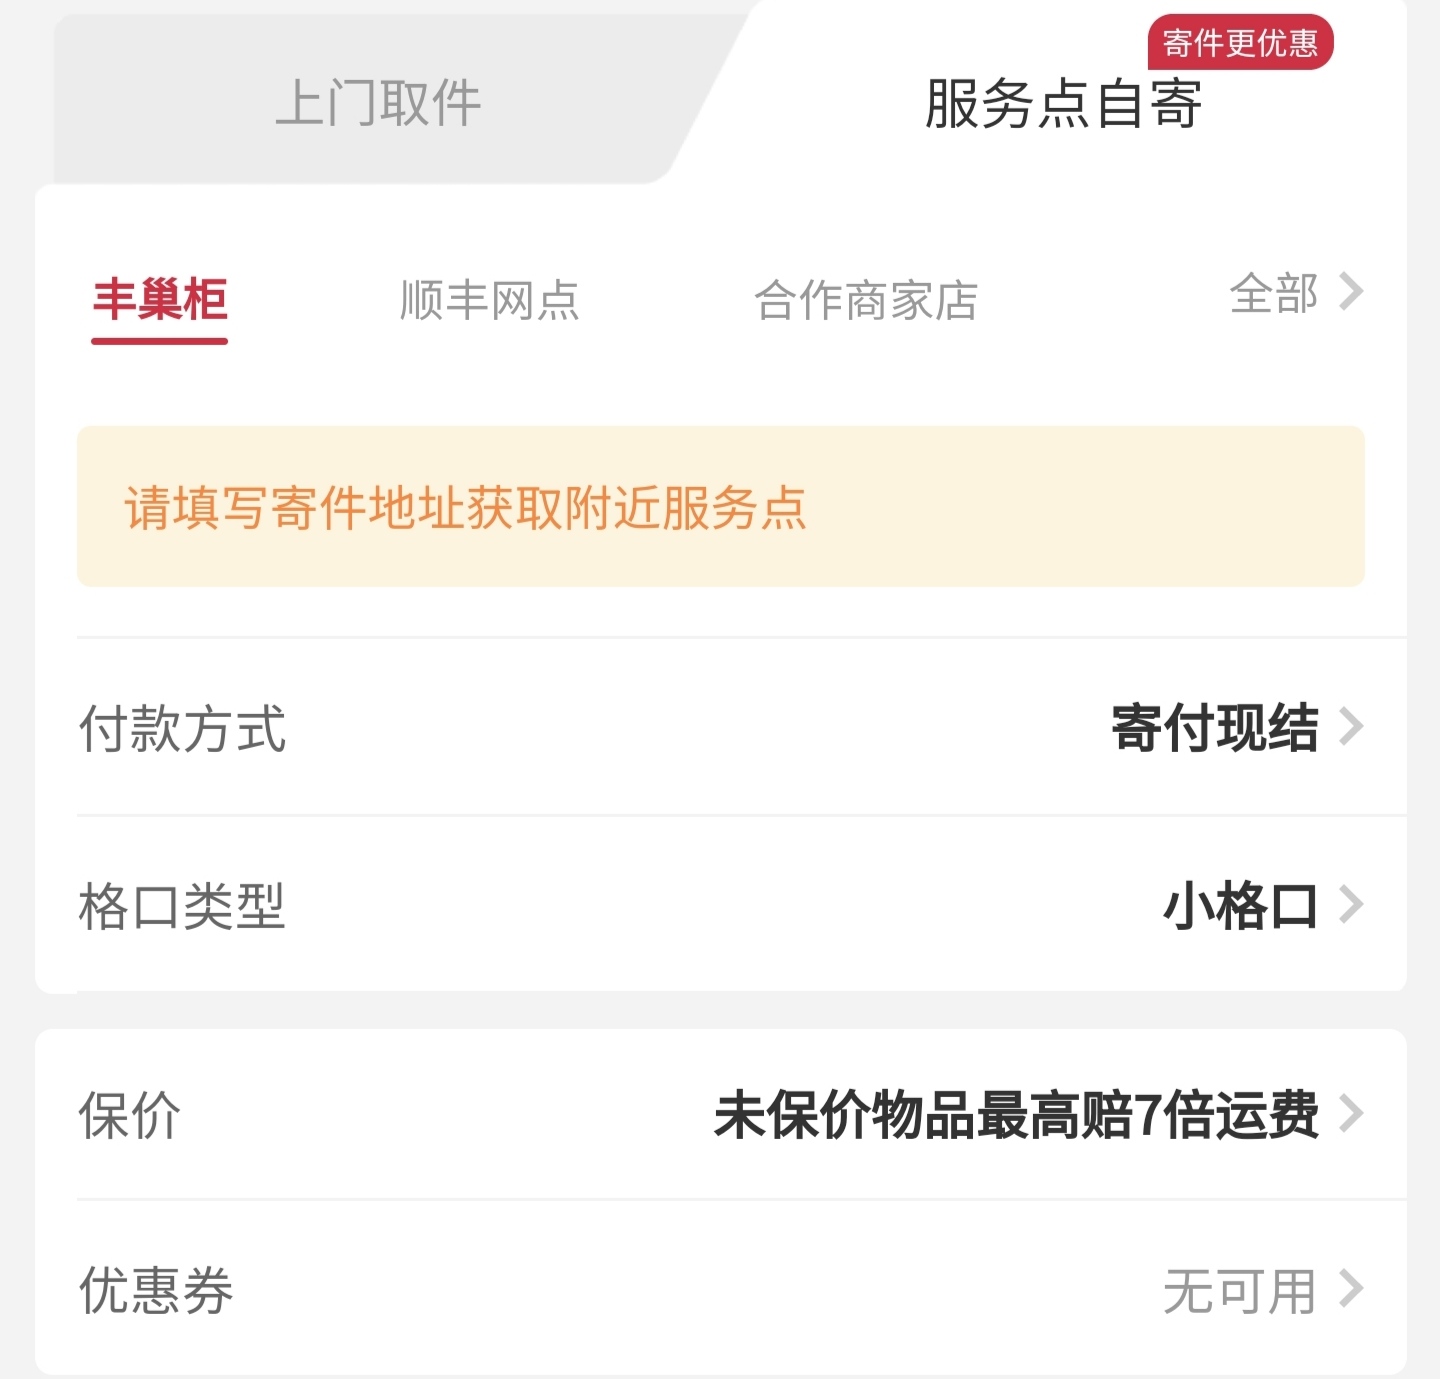 寄件更优惠
上门取件
服务点自寄
丰巢柜
顺丰网点
合作商家店
全部
请填写寄件地址获取附近服务点
付款方式
寄付现结
格口类型
小格口
保价
未保价物品最高赔7倍运费
优惠券
无可用